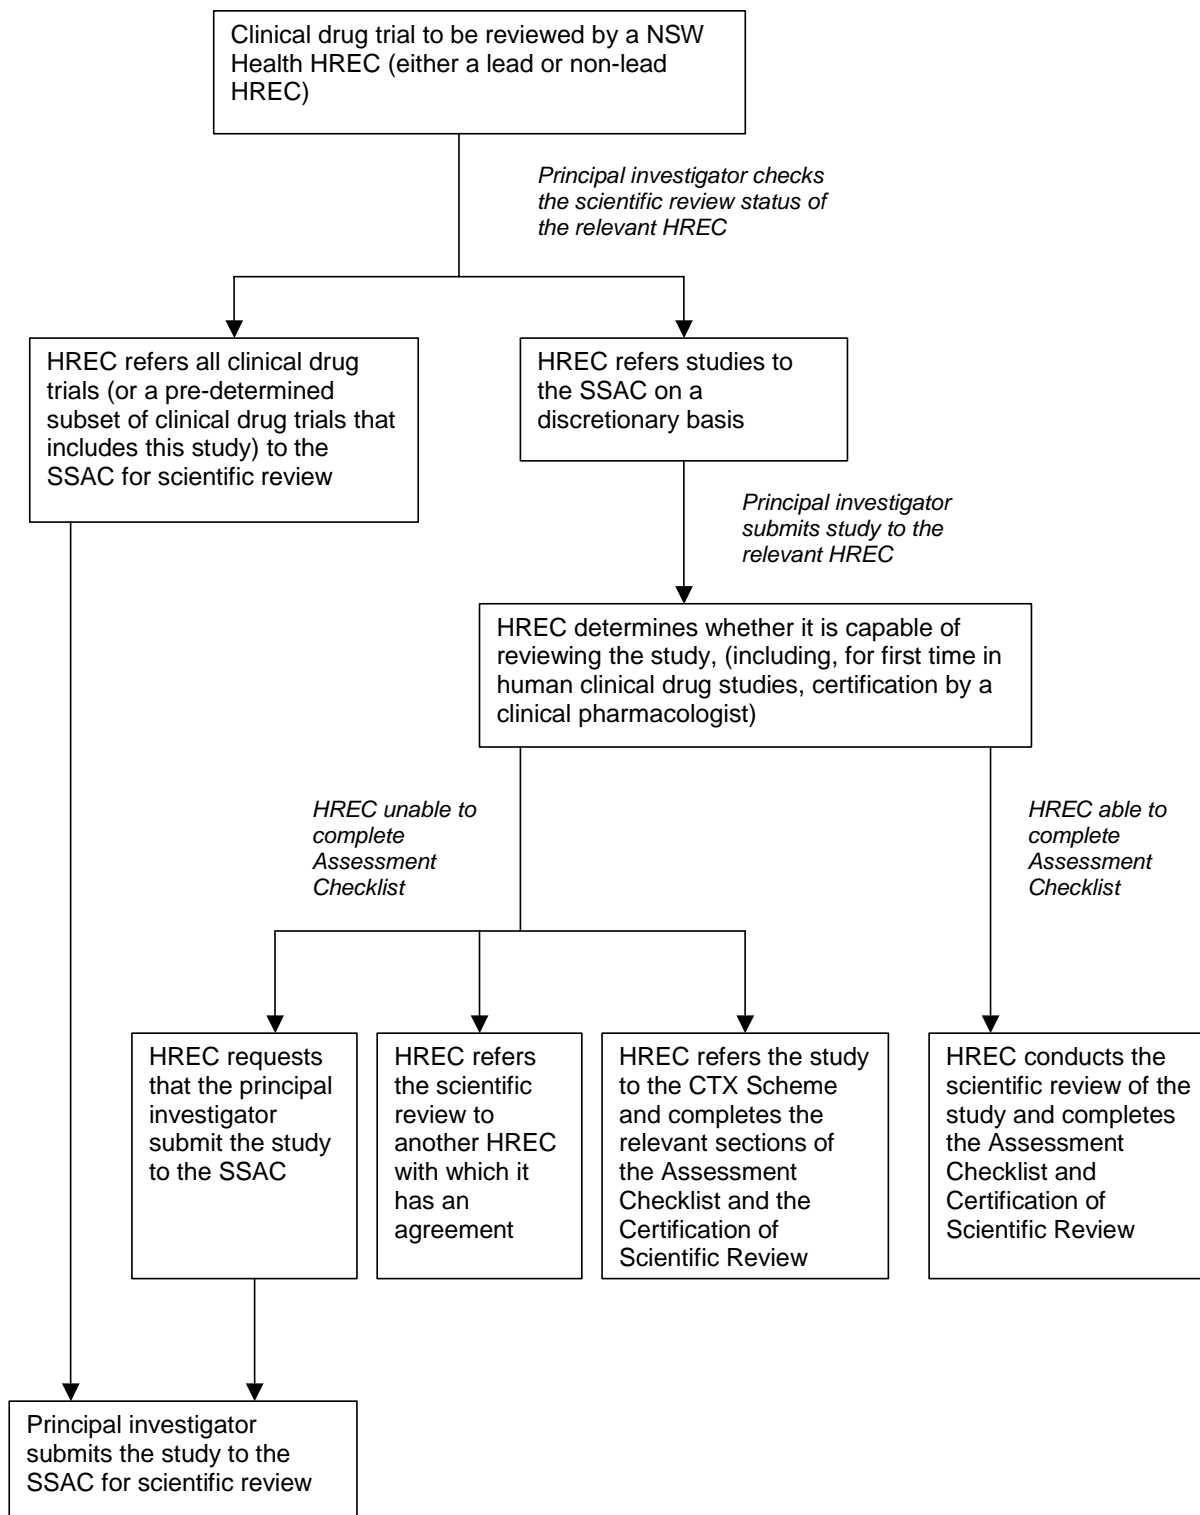 Clinical drug trial to be reviewed by a NSW
Health HREC (either a lead or non-lead
HREC)
Principal investigator checks
the scientific review status of
the relevant HREC
HREC refers all clinical drug
trials (or a pre-determined
subset of clinical drug trials that
includes this study) to the
SSAC for scientific review
HREC refers studies to
the SSAC on a
discretionary basis
Principal investigator
submits study to the
relevant HREC
HREC determines whether it is capable of
reviewing the study, (including, for first time in
human clinical drug studies, certification by a
clinical pharmacologist)
HREC unable to
complete
Assessment
Checklist
HREC able to
complete
Assessment
Checklist
HREC requests
that the principal
investigator
submit the study
to the SSAC
HREC refers
the scientific
review to
another HREC
with which it
has an
agreement
HREC refers the study
to the CTX Scheme
and completes the
relevant sections of
the Assessment
Checklist and the
Certification of
Scientific Review
HREC conducts the
scientific review of the
study and completes
the Assessment
Checklist and
Certification of
Scientific Review
Principal investigator
submits the study to the
SSAC for scientific review